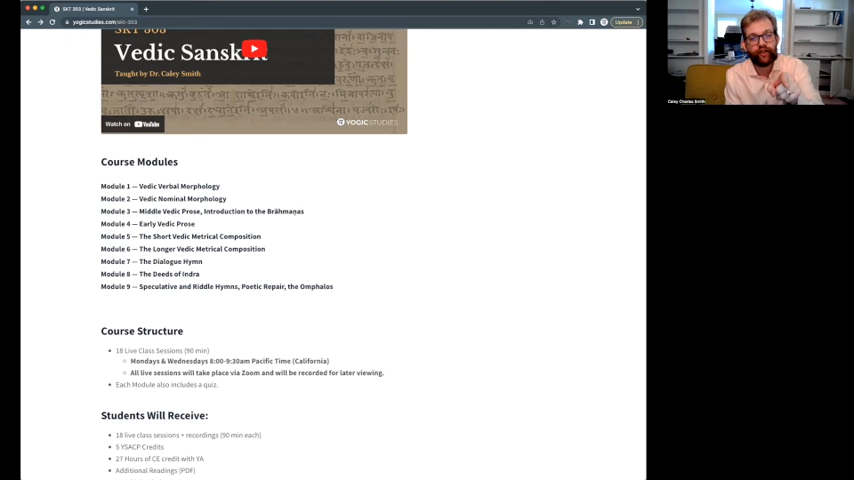 SKT 303 | Vedic Sanskrit
yogicstudies.com/skt-303
Update
SKT 303
Vedic Sanskrit
Taught by Dr. Caley Smith
Watch on YouTube
YOGICSTUDIES
Caley Charles Smith
Course Modules
Module 1 — Vedic Verbal Morphology
Module 2 — Vedic Nominal Morphology
Module 3 — Middle Vedic Prose, Introduction to the Brāhmaṇas
Module 4 — Early Vedic Prose
Module 5 — The Short Vedic Metrical Composition
Module 6 — The Longer Vedic Metrical Composition
Module 7 — The Dialogue Hymn
Module 8 — The Deeds of Indra
Module 9 — Speculative and Riddle Hymns, Poetic Repair, the Omphalos
Course Structure
18 Live Class Sessions (90 min)
Mondays & Wednesdays 8:00-9:30am Pacific Time (California)
All live sessions will take place via Zoom and will be recorded for later viewing.
Each Module also includes a quiz.
Students Will Receive:
18 live class sessions + recordings (90 min each)
5 YSACP Credits
27 Hours of CE credit with YA
Additional Readings (PDF)